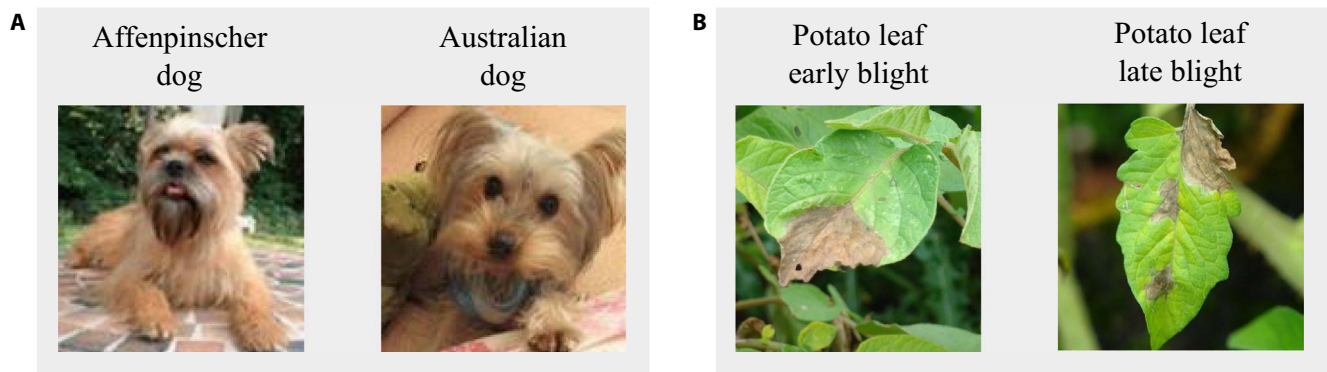 A
Affenpinscher
dog
Australian
dog
B
Potato leaf
early blight
Potato leaf
late blight